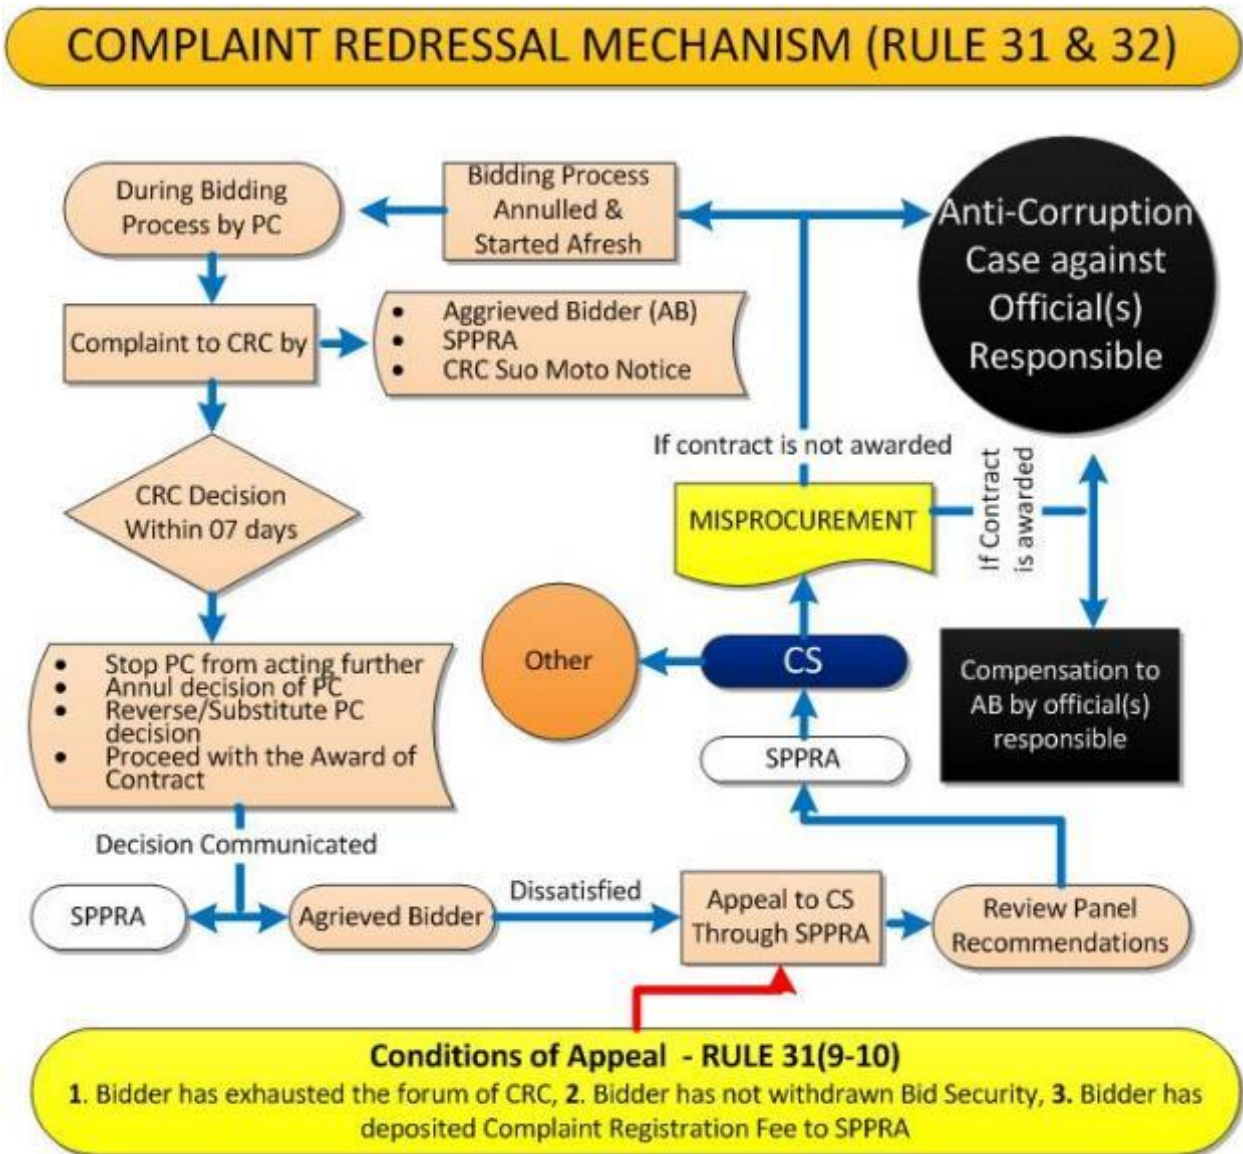 COMPLAINT REDRESSAL MECHANISM (RULE 31 & 32)
During Bidding
Process by PC
Bidding Process
Annulled &
Started Afresh
Anti-Corruption
Case against
Official(s)
Responsible
Complaint to CRC by
• Aggrieved Bidder (AB)
• SPPRA
• CRC Suo Moto Notice
If contract is not awarded
CRC Decision
Within 07 days
MISPROCUREMENT
If Contract
is awarded
• Stop PC from acting further
• Annul decision of PC
• Reverse/Substitute PC
decision
• Proceed with the Award of
Contract
Other
CS
Compensation to
AB by official(s)
responsible
SPPRA
Decision Communicated
SPPRA
Agrieved Bidder
Dissatisfied
Appeal to CS
Through SPPRA
Review Panel
Recommendations
Conditions of Appeal - RULE 31(9-10)
1. Bidder has exhausted the forum of CRC, 2. Bidder has not withdrawn Bid Security, 3. Bidder has
deposited Complaint Registration Fee to SPPRA